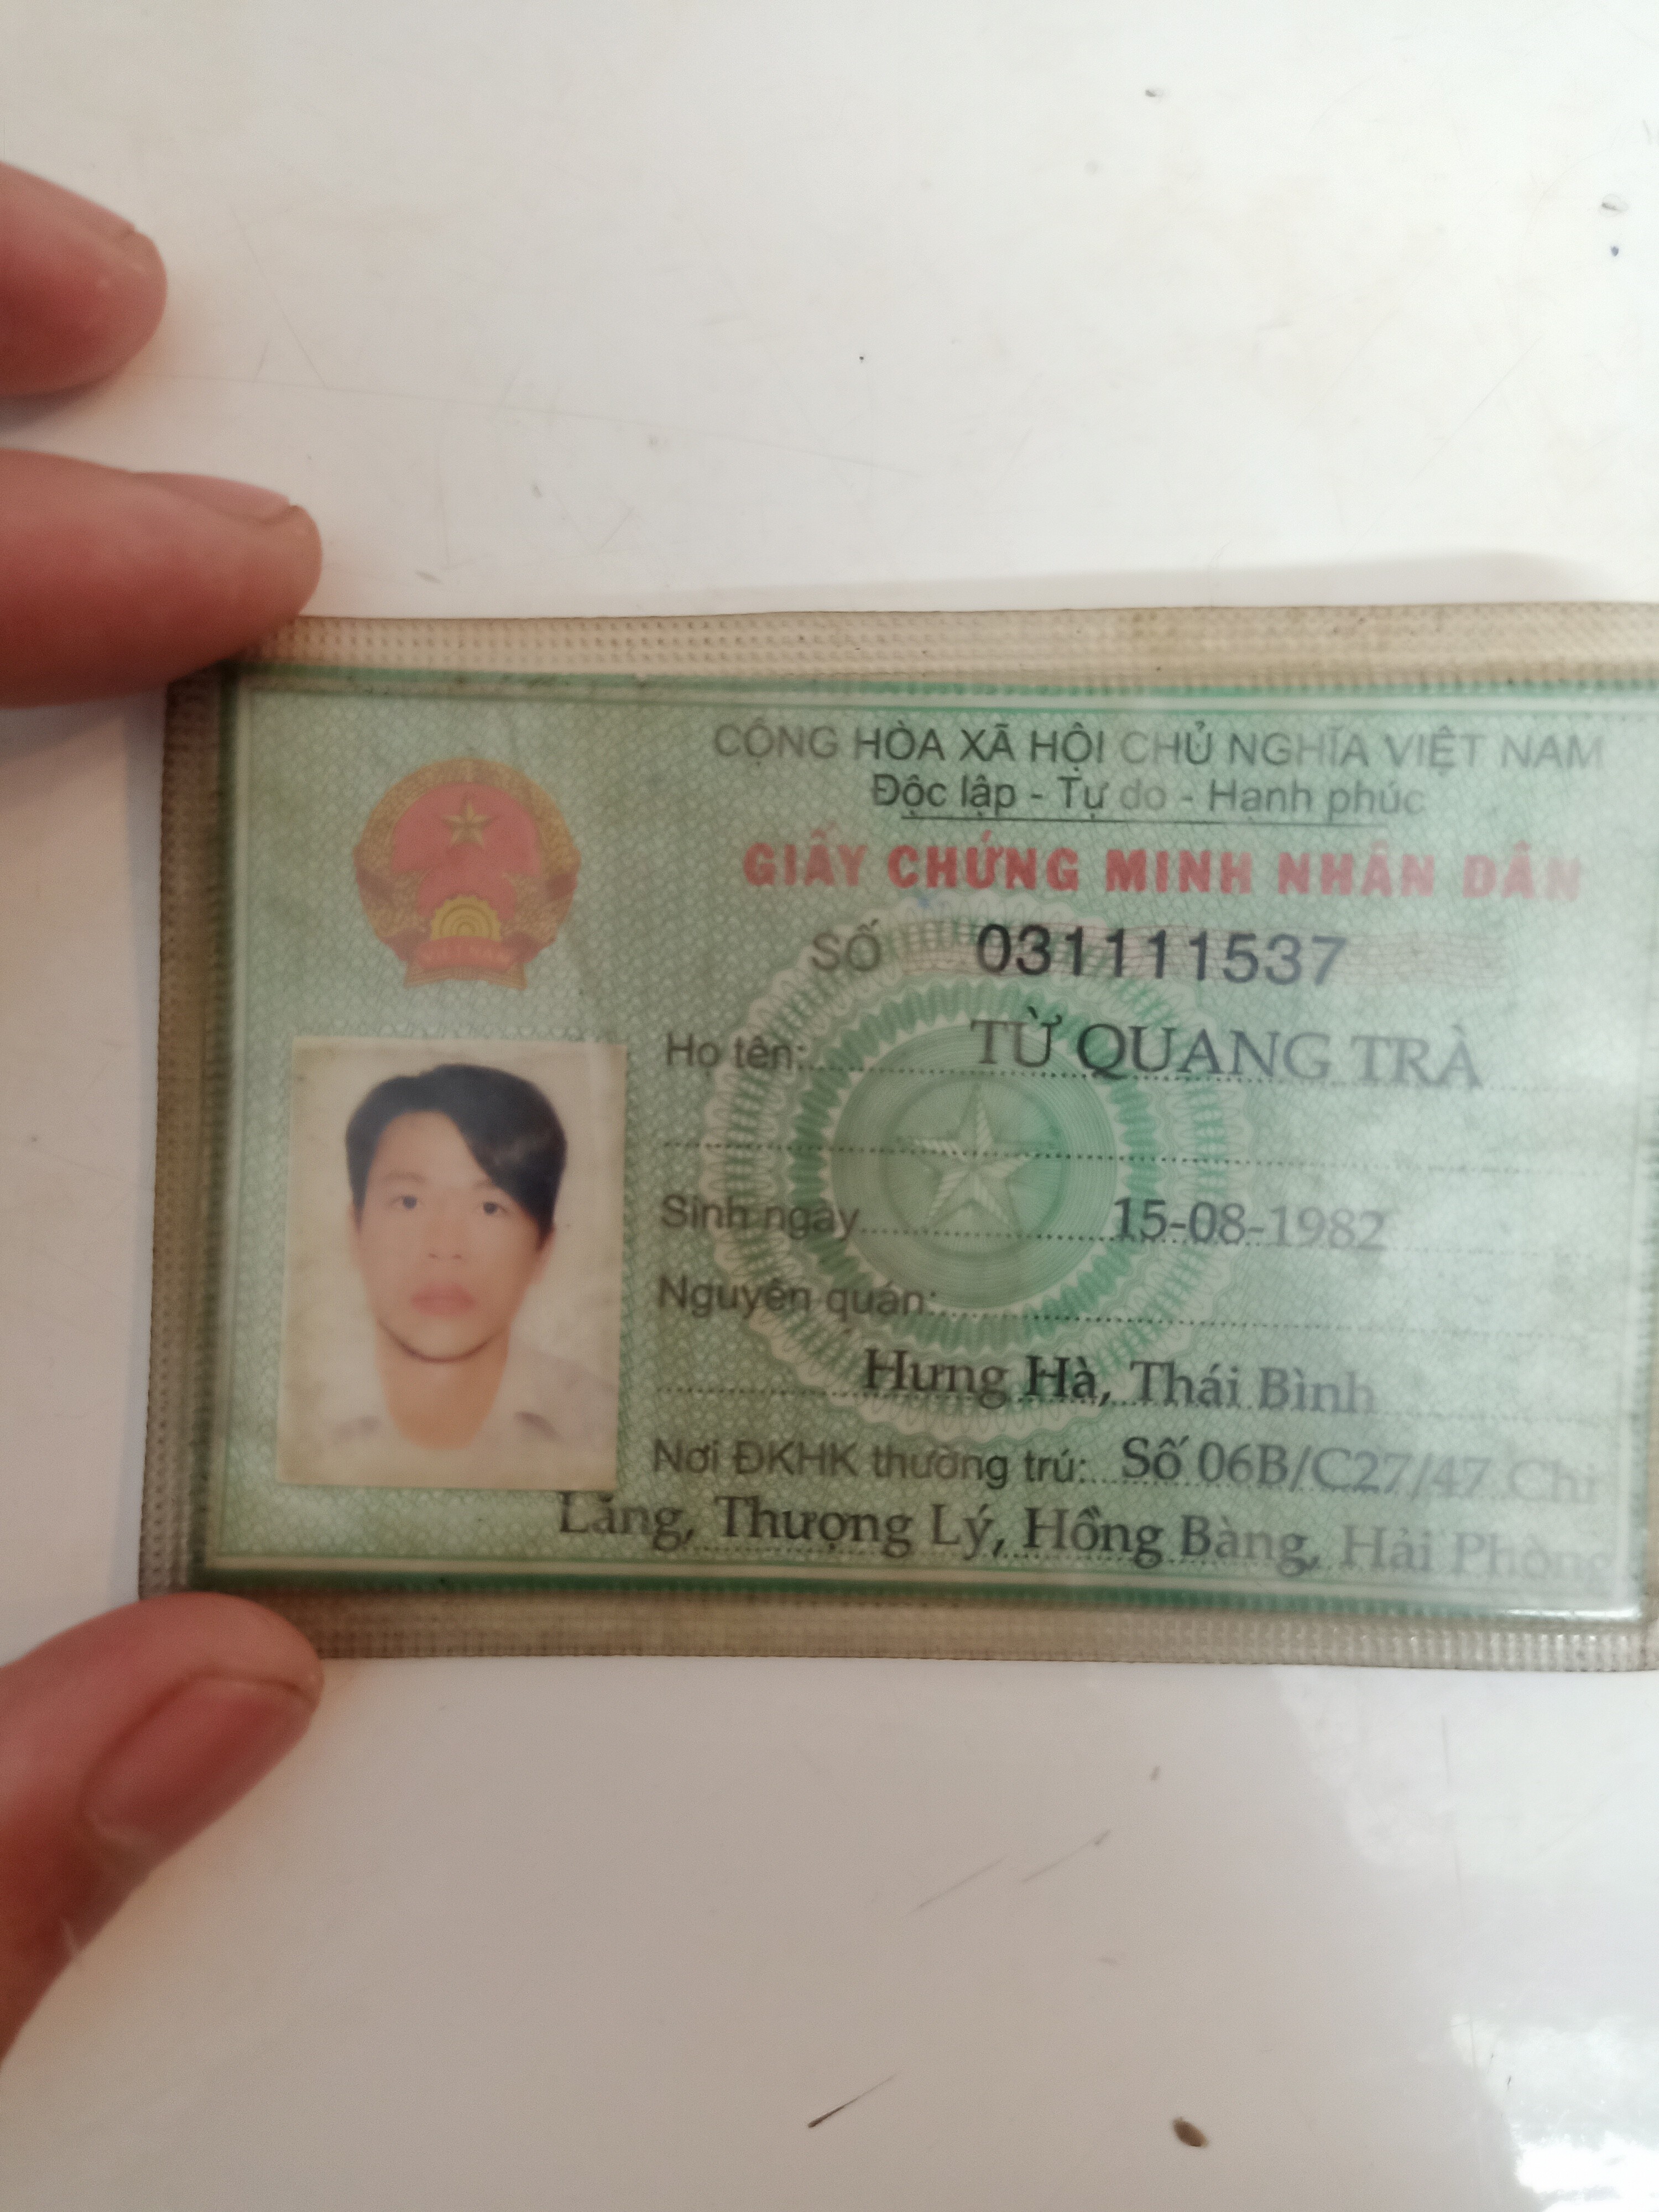 CỘNG HÒA XÃ HỘI CHỦ NGHĨA VIỆT NAM
Độc lập - Tự do - Hạnh phúc
GIẤY CHỨNG MINH NHÂN DÂN
SỐ 031111537
Họ tên: TỪ QUANG TRÀ
Sinh ngày 15-08-1982
Nguyên quán:
Hưng Hà, Thái Bình
Nơi ĐKHK thường trú: Số 06B/C27/47 Chi
Lăng, Thượng Lý, Hồng Bàng, Hải Phòng